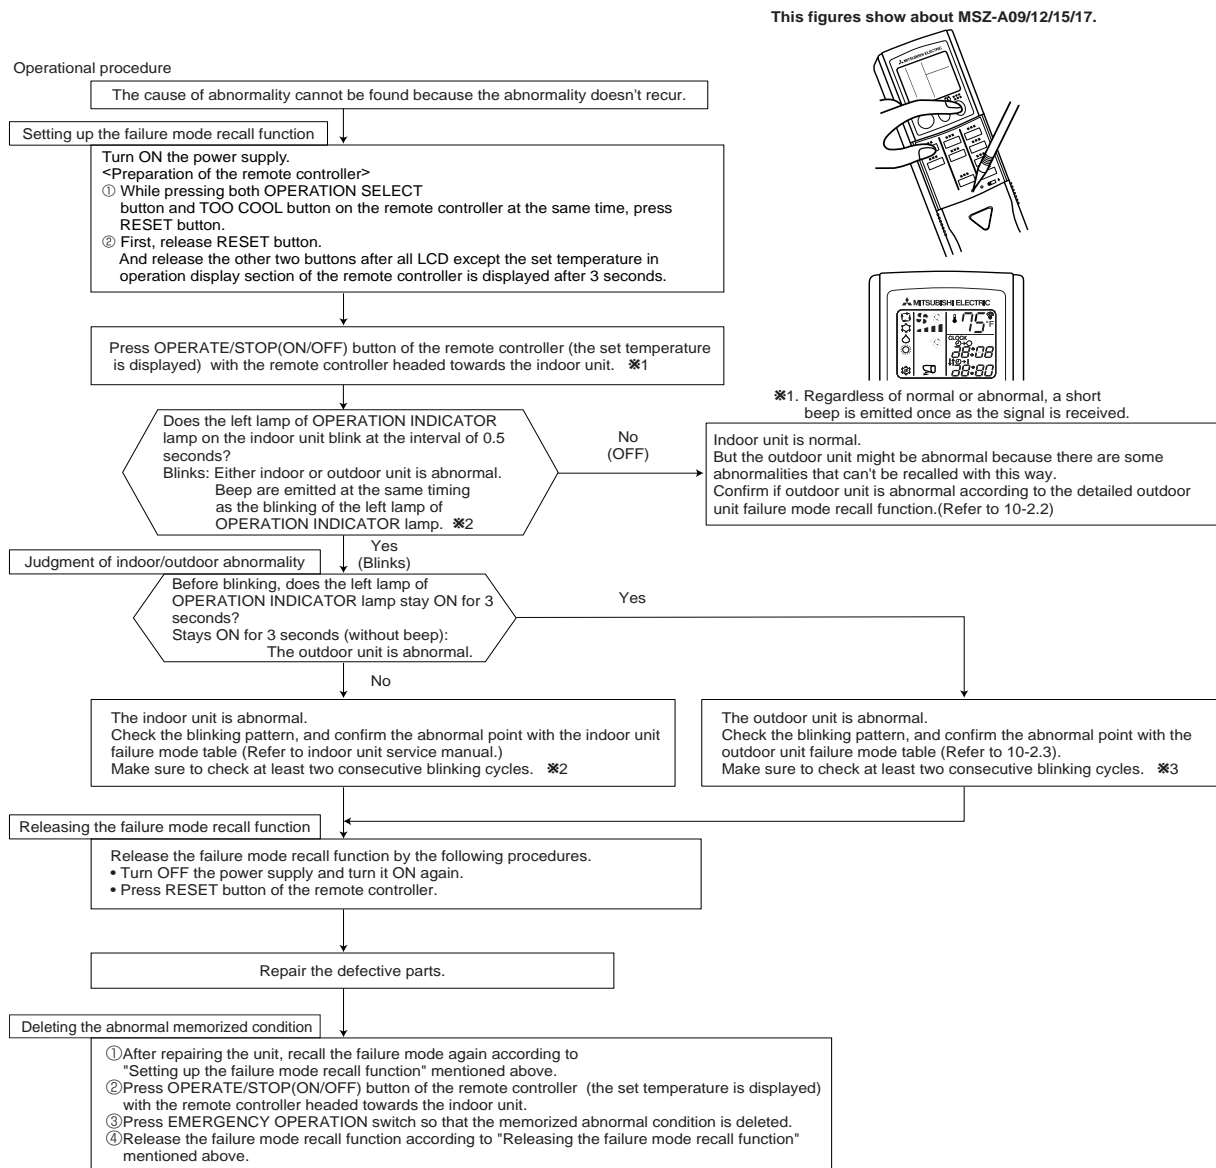 This figures show about MSZ-A09/12/15/17.
MITSUBISHI ELECTRIC
Operational procedure
The cause of abnormality cannot be found because the abnormality doesn't recur.
Setting up the failure mode recall function
Turn ON the power supply.
<Preparation of the remote controller>
① While pressing both OPERATION SELECT
button and TOO COOL button on the remote controller at the same time, press
RESET button.
② First, release RESET button.
And release the other two buttons after all LCD except the set temperature in
operation display section of the remote controller is displayed after 3 seconds.
MITSUBISHI ELECTRIC
75°F
CLOCK
38:08
38:80
Press OPERATE/STOP(ON/OFF) button of the remote controller (the set temperature
is displayed) with the remote controller headed towards the indoor unit. ※1
※1. Regardless of normal or abnormal, a short
beep is emitted once as the signal is received.
Does the left lamp of OPERATION INDICATOR
lamp on the indoor unit blink at the interval of 0.5
seconds?
Blinks: Either indoor or outdoor unit is abnormal.
Beep are emitted at the same timing
as the blinking of the left lamp of
OPERATION INDICATOR lamp. ※2
No
(OFF)
Indoor unit is normal.
But the outdoor unit might be abnormal because there are some
abnormalities that can't be recalled with this way.
Confirm if outdoor unit is abnormal according to the detailed outdoor
unit failure mode recall function.(Refer to 10-2.2)
Yes
(Blinks)
Judgment of indoor/outdoor abnormality
Before blinking, does the left lamp of
OPERATION INDICATOR lamp stay ON for 3
seconds?
Stays ON for 3 seconds (without beep):
The outdoor unit is abnormal.
Yes
No
The indoor unit is abnormal.
Check the blinking pattern, and confirm the abnormal point with the indoor unit
failure mode table (Refer to indoor unit service manual.)
Make sure to check at least two consecutive blinking cycles. ※2
The outdoor unit is abnormal.
Check the blinking pattern, and confirm the abnormal point with the
outdoor unit failure mode table (Refer to 10-2.3).
Make sure to check at least two consecutive blinking cycles. ※3
Releasing the failure mode recall function
Release the failure mode recall function by the following procedures.
• Turn OFF the power supply and turn it ON again.
• Press RESET button of the remote controller.
Repair the defective parts.
Deleting the abnormal memorized condition
①After repairing the unit, recall the failure mode again according to
"Setting up the failure mode recall function" mentioned above.
②Press OPERATE/STOP(ON/OFF) button of the remote controller (the set temperature is displayed)
with the remote controller headed towards the indoor unit.
③Press EMERGENCY OPERATION switch so that the memorized abnormal condition is deleted.
④Release the failure mode recall function according to "Releasing the failure mode recall function"
mentioned above.